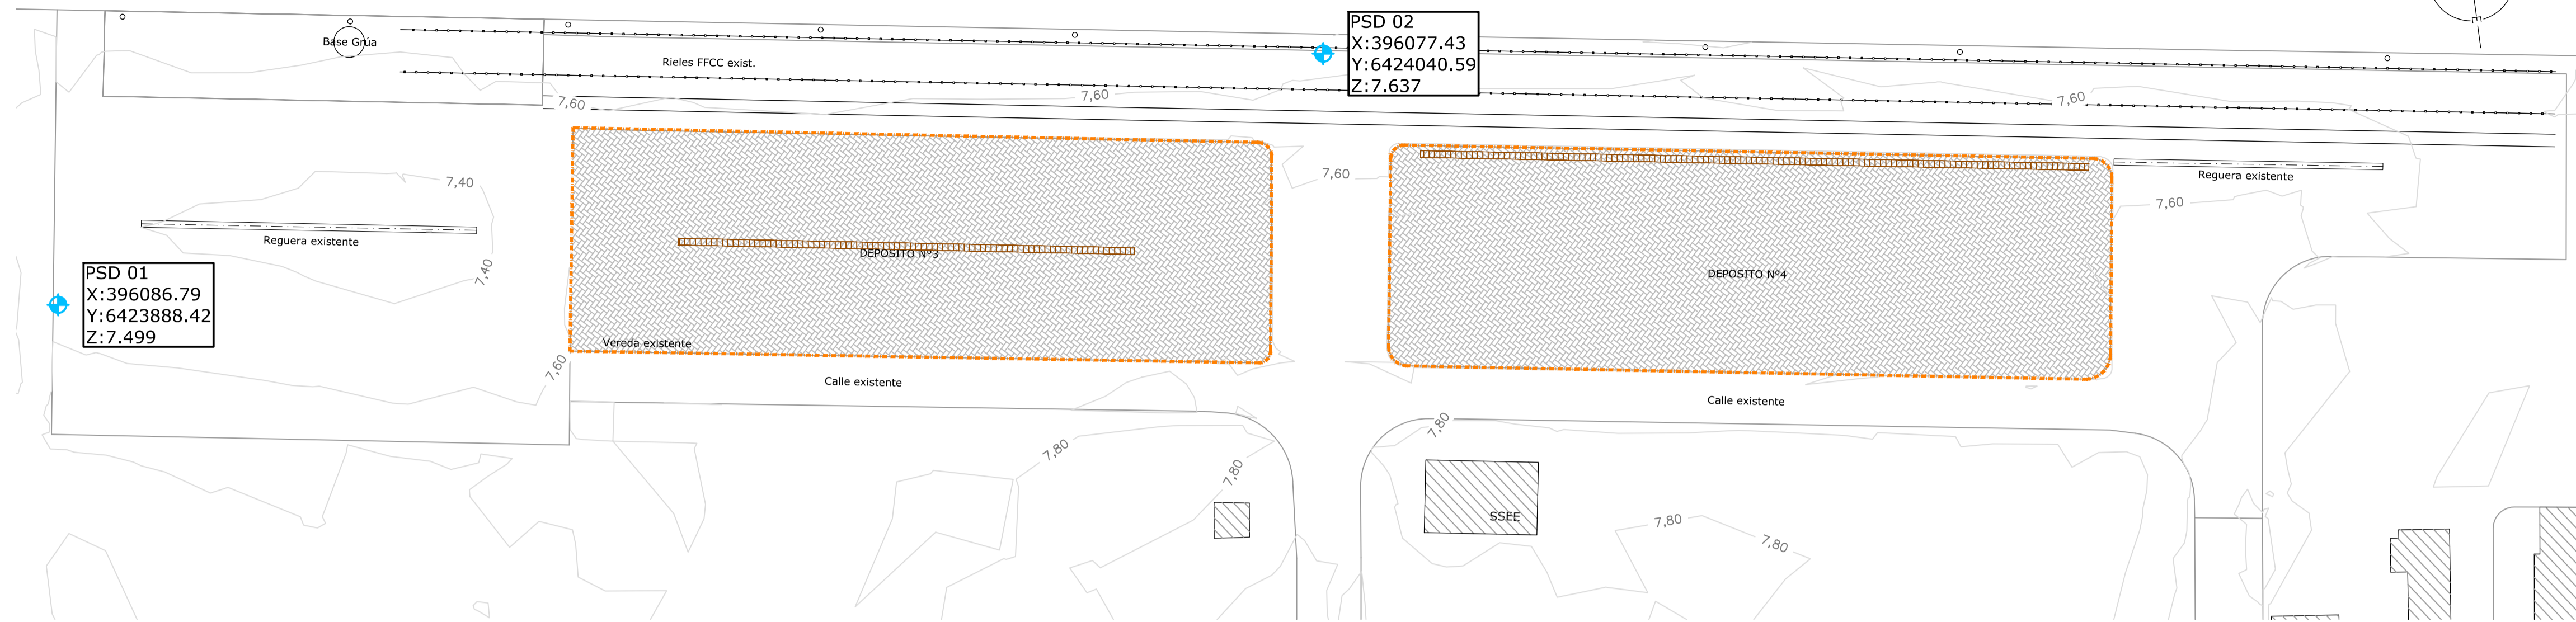 PSD 02
X:396077.43
Y:6424040.59
Z:7.637
Base Grúa
Rieles FFCC exist.
7,60
7,60
7,60
7,60
7,40
Reguera existente
7,60
Reguera existente
7,40
DEPOSITO Nº3
DEPOSITO Nº4
PSD 01
X:396086.79
Y:6423888.42
Z:7.499
Vereda existente
7,60
Calle existente
Calle existente
7,80
7,80
7,80
SSEE
7,80
7,80